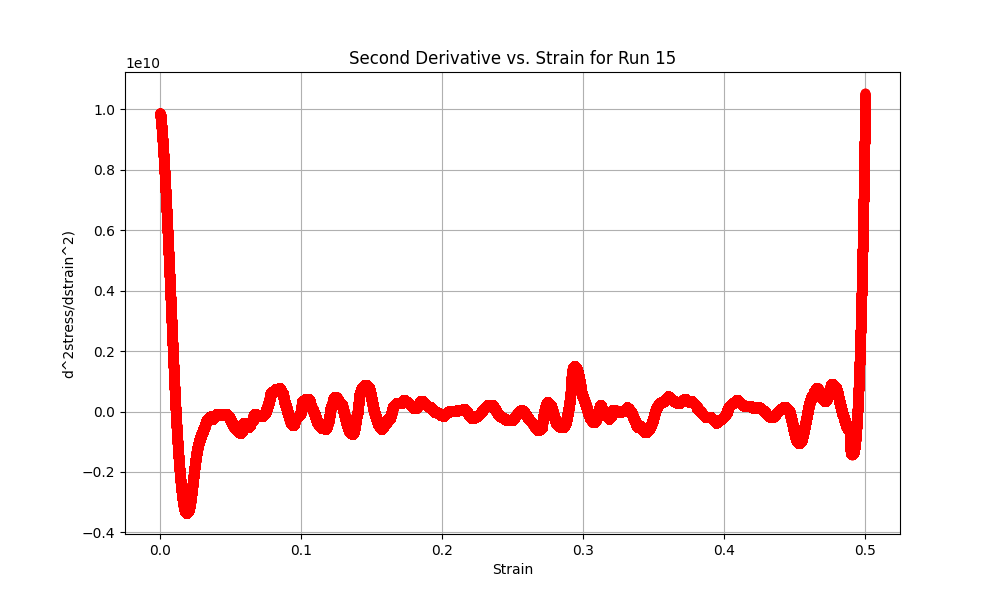 Second Derivative vs. Strain for Run 15
1e10
1.0
0.8
0.6
0.4
0.2
0.0
−0.2
−0.4
d^2stress/dstrain^2)
0.0 0.1 0.2 0.3 0.4 0.5
Strain